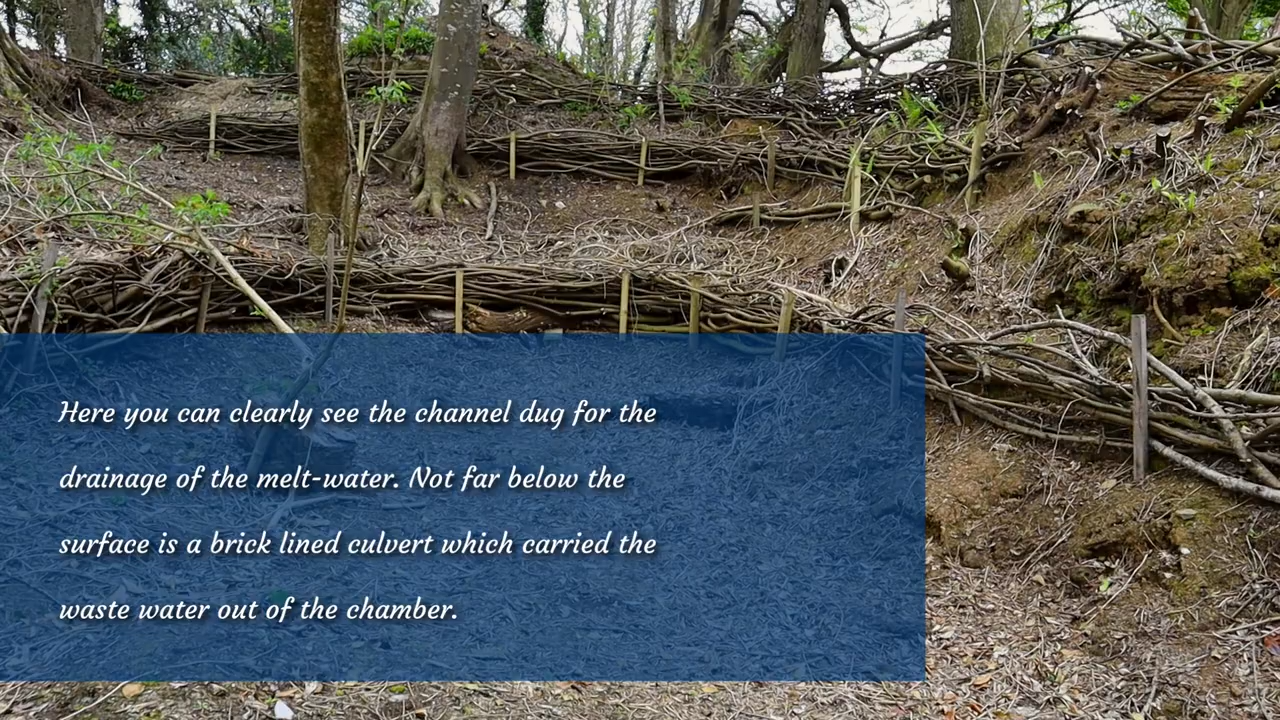 Here you can clearly see the channel dug for the
drainage of the melt-water. Not far below the
surface is a brick lined culvert which carried the
waste water out of the chamber.